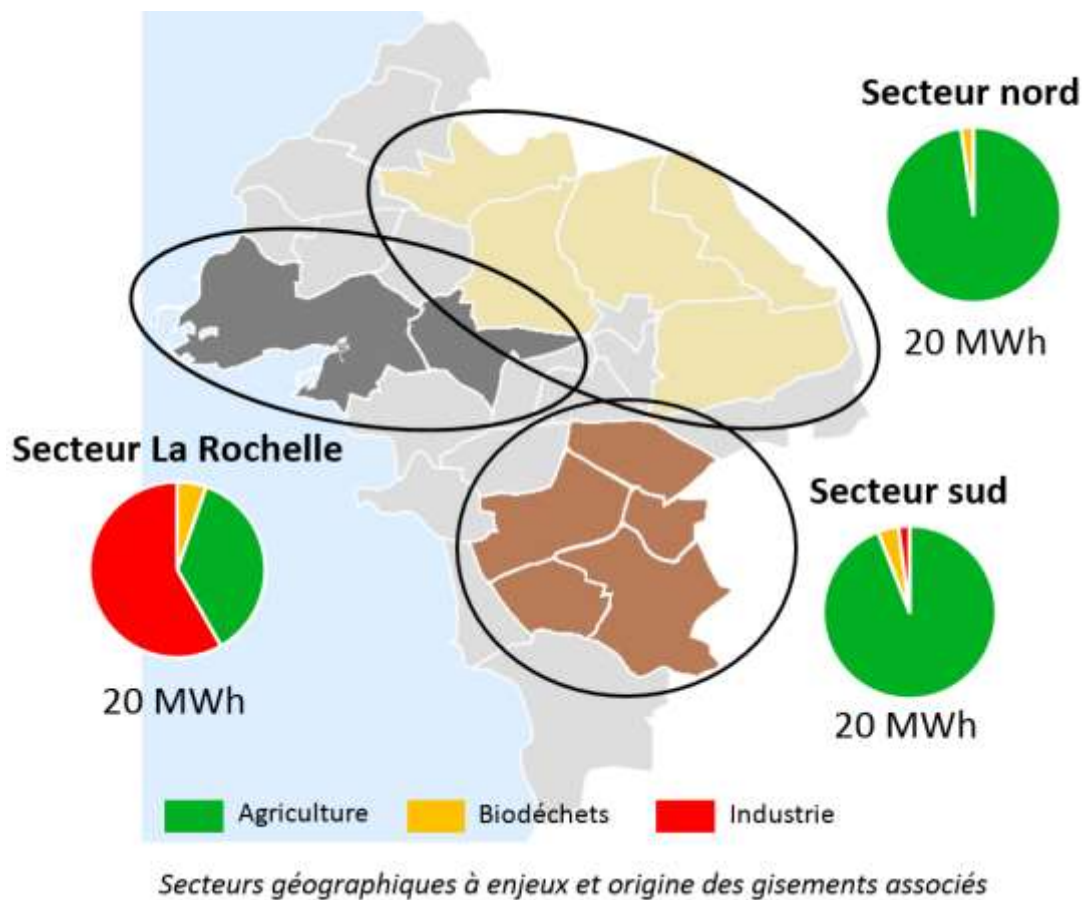 Secteur nord
20 MWh
Secteur La Rochelle
20 MWh
Secteur sud
20 MWh
Agriculture
Biodéchets
Industrie
Secteurs géographiques à enjeux et origine des gisements associés